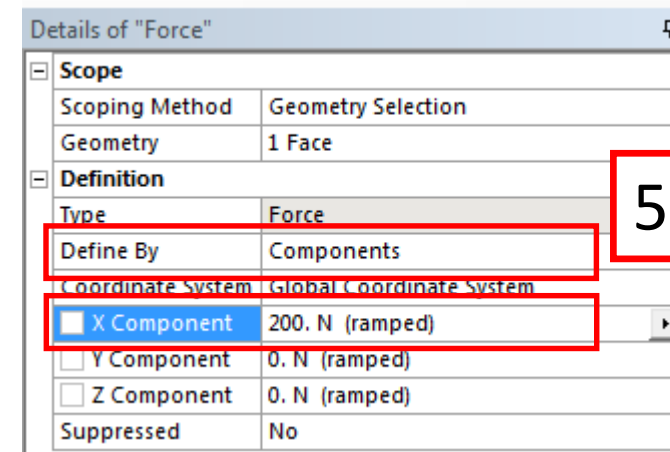 Details of "Force"
Scope
Scoping Method Geometry Selection
Geometry 1 Face
Definition
5
Type Force
Define By Components
Coordinate System Global Coordinate System
X Component 200. N (ramped)
Y Component 0. N (ramped)
Z Component 0. N (ramped)
Suppressed No